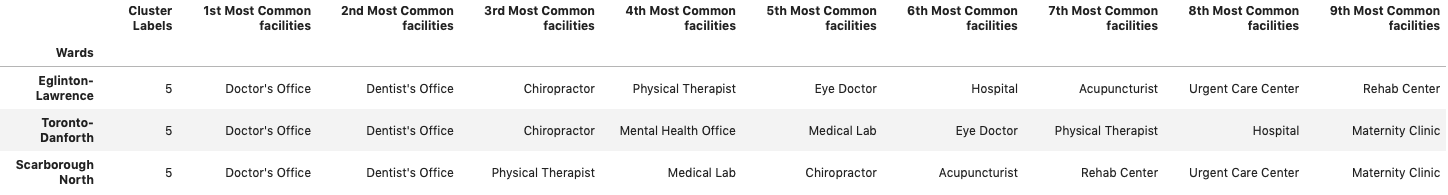 Cluster Labels 1st Most Common facilities 2nd Most Common facilities 3rd Most Common facilities 4th Most Common facilities 5th Most Common facilities 6th Most Common facilities 7th Most Common facilities 8th Most Common facilities 9th Most Common facilities
Wards
Eglinton-Lawrence 5 Doctor's Office Dentist's Office Chiropractor Physical Therapist Eye Doctor Hospital Acupuncturist Urgent Care Center Rehab Center
Toronto-Danforth 5 Doctor's Office Dentist's Office Chiropractor Mental Health Office Medical Lab Eye Doctor Physical Therapist Hospital Maternity Clinic
Scarborough North 5 Doctor's Office Dentist's Office Physical Therapist Medical Lab Chiropractor Acupuncturist Rehab Center Urgent Care Center Maternity Clinic